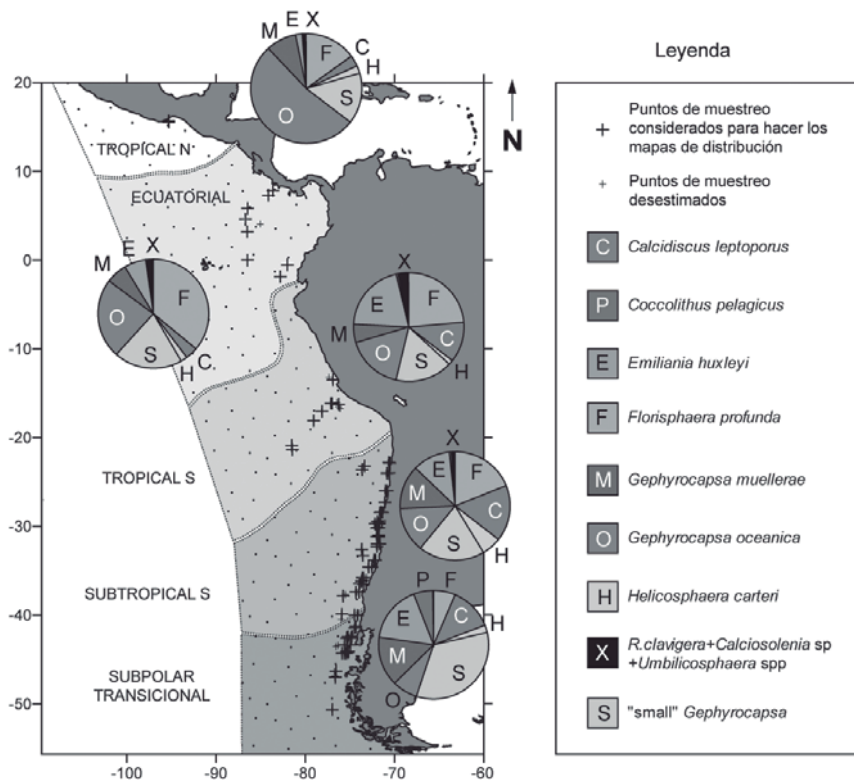 E X
M F C
H
O S
20
10
0
-10
-20
-30
-40
-50
-100 -90 -80 -70 -60
N
TROPICAL N
ECUATORIAL
X
E
M F
O
S C
H
X
E F
M C
O S H
TROPICAL S
X
E F
M C
O S H
SUBTROPICAL S
P F
E C H
M S
O
SUBPOLAR
TRANSICIONAL
Leyenda
+ Puntos de muestreo
considerados para hacer los
mapas de distribución
+ Puntos de muestreo
desestimados
C Calcidiscus leptoporus
P Coccolithus pelagicus
E Emiliania huxleyi
F Florisphaera profunda
M Gephyrocapsa muellerae
O Gephyrocapsa oceanica
H Helicosphaera carteri
X R.clavigera+Calciosolenia sp
+Umbilicosphaera spp
S "small" Gephyrocapsa